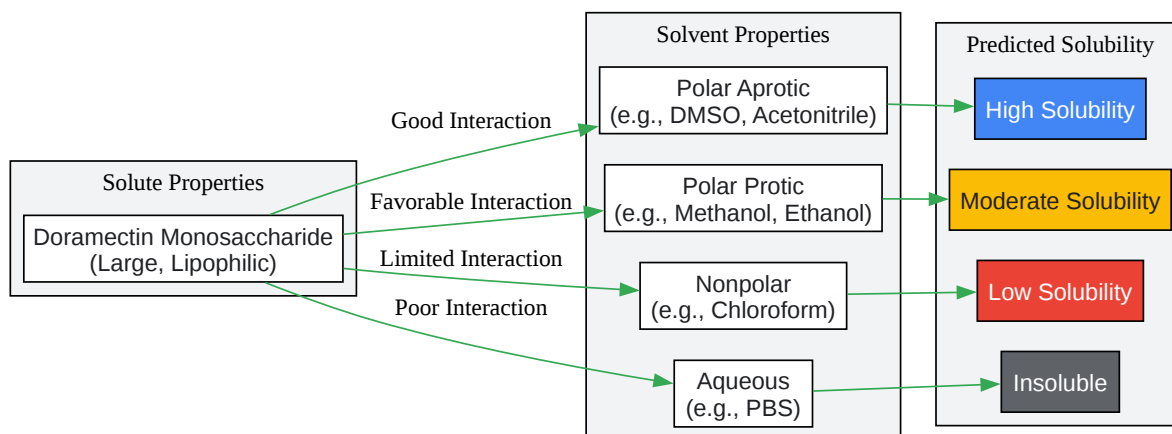 Solute Properties
Doramectin Monosaccharide
(Large, Lipophilic)
Good Interaction
Favorable Interaction
Limited Interaction
Poor Interaction
Solvent Properties
Polar Aprotic
(e.g., DMSO, Acetonitrile)
Polar Protic
(e.g., Methanol, Ethanol)
Nonpolar
(e.g., Chloroform)
Aqueous
(e.g., PBS)
Predicted Solubility
High Solubility
Moderate Solubility
Low Solubility
Insoluble